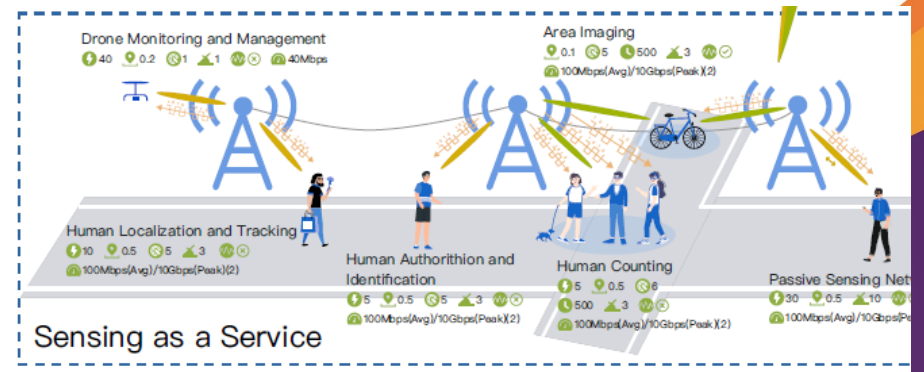 Drone Monitoring and Management
40 0.2 1 1 40Mbps
Area Imaging
0.1 5 500 3
100Mbps(Avg)/10Gbps(Peak)(2)
Human Localization and Tracking
10 0.5 5 3
100Mbps(Avg)/10Gbps(Peak)(2)
Human Authorithion and
Identification
5 0.5 5 3
100Mbps(Avg)/10Gbps(Peak)(2)
Human Counting
5 0.5 6
500 3
100Mbps(Avg)/10Gbps(Peak)(2)
Passive Sensing
30 0.5 10
100Mbps(Avg)/10Gbps
Sensing as a Service